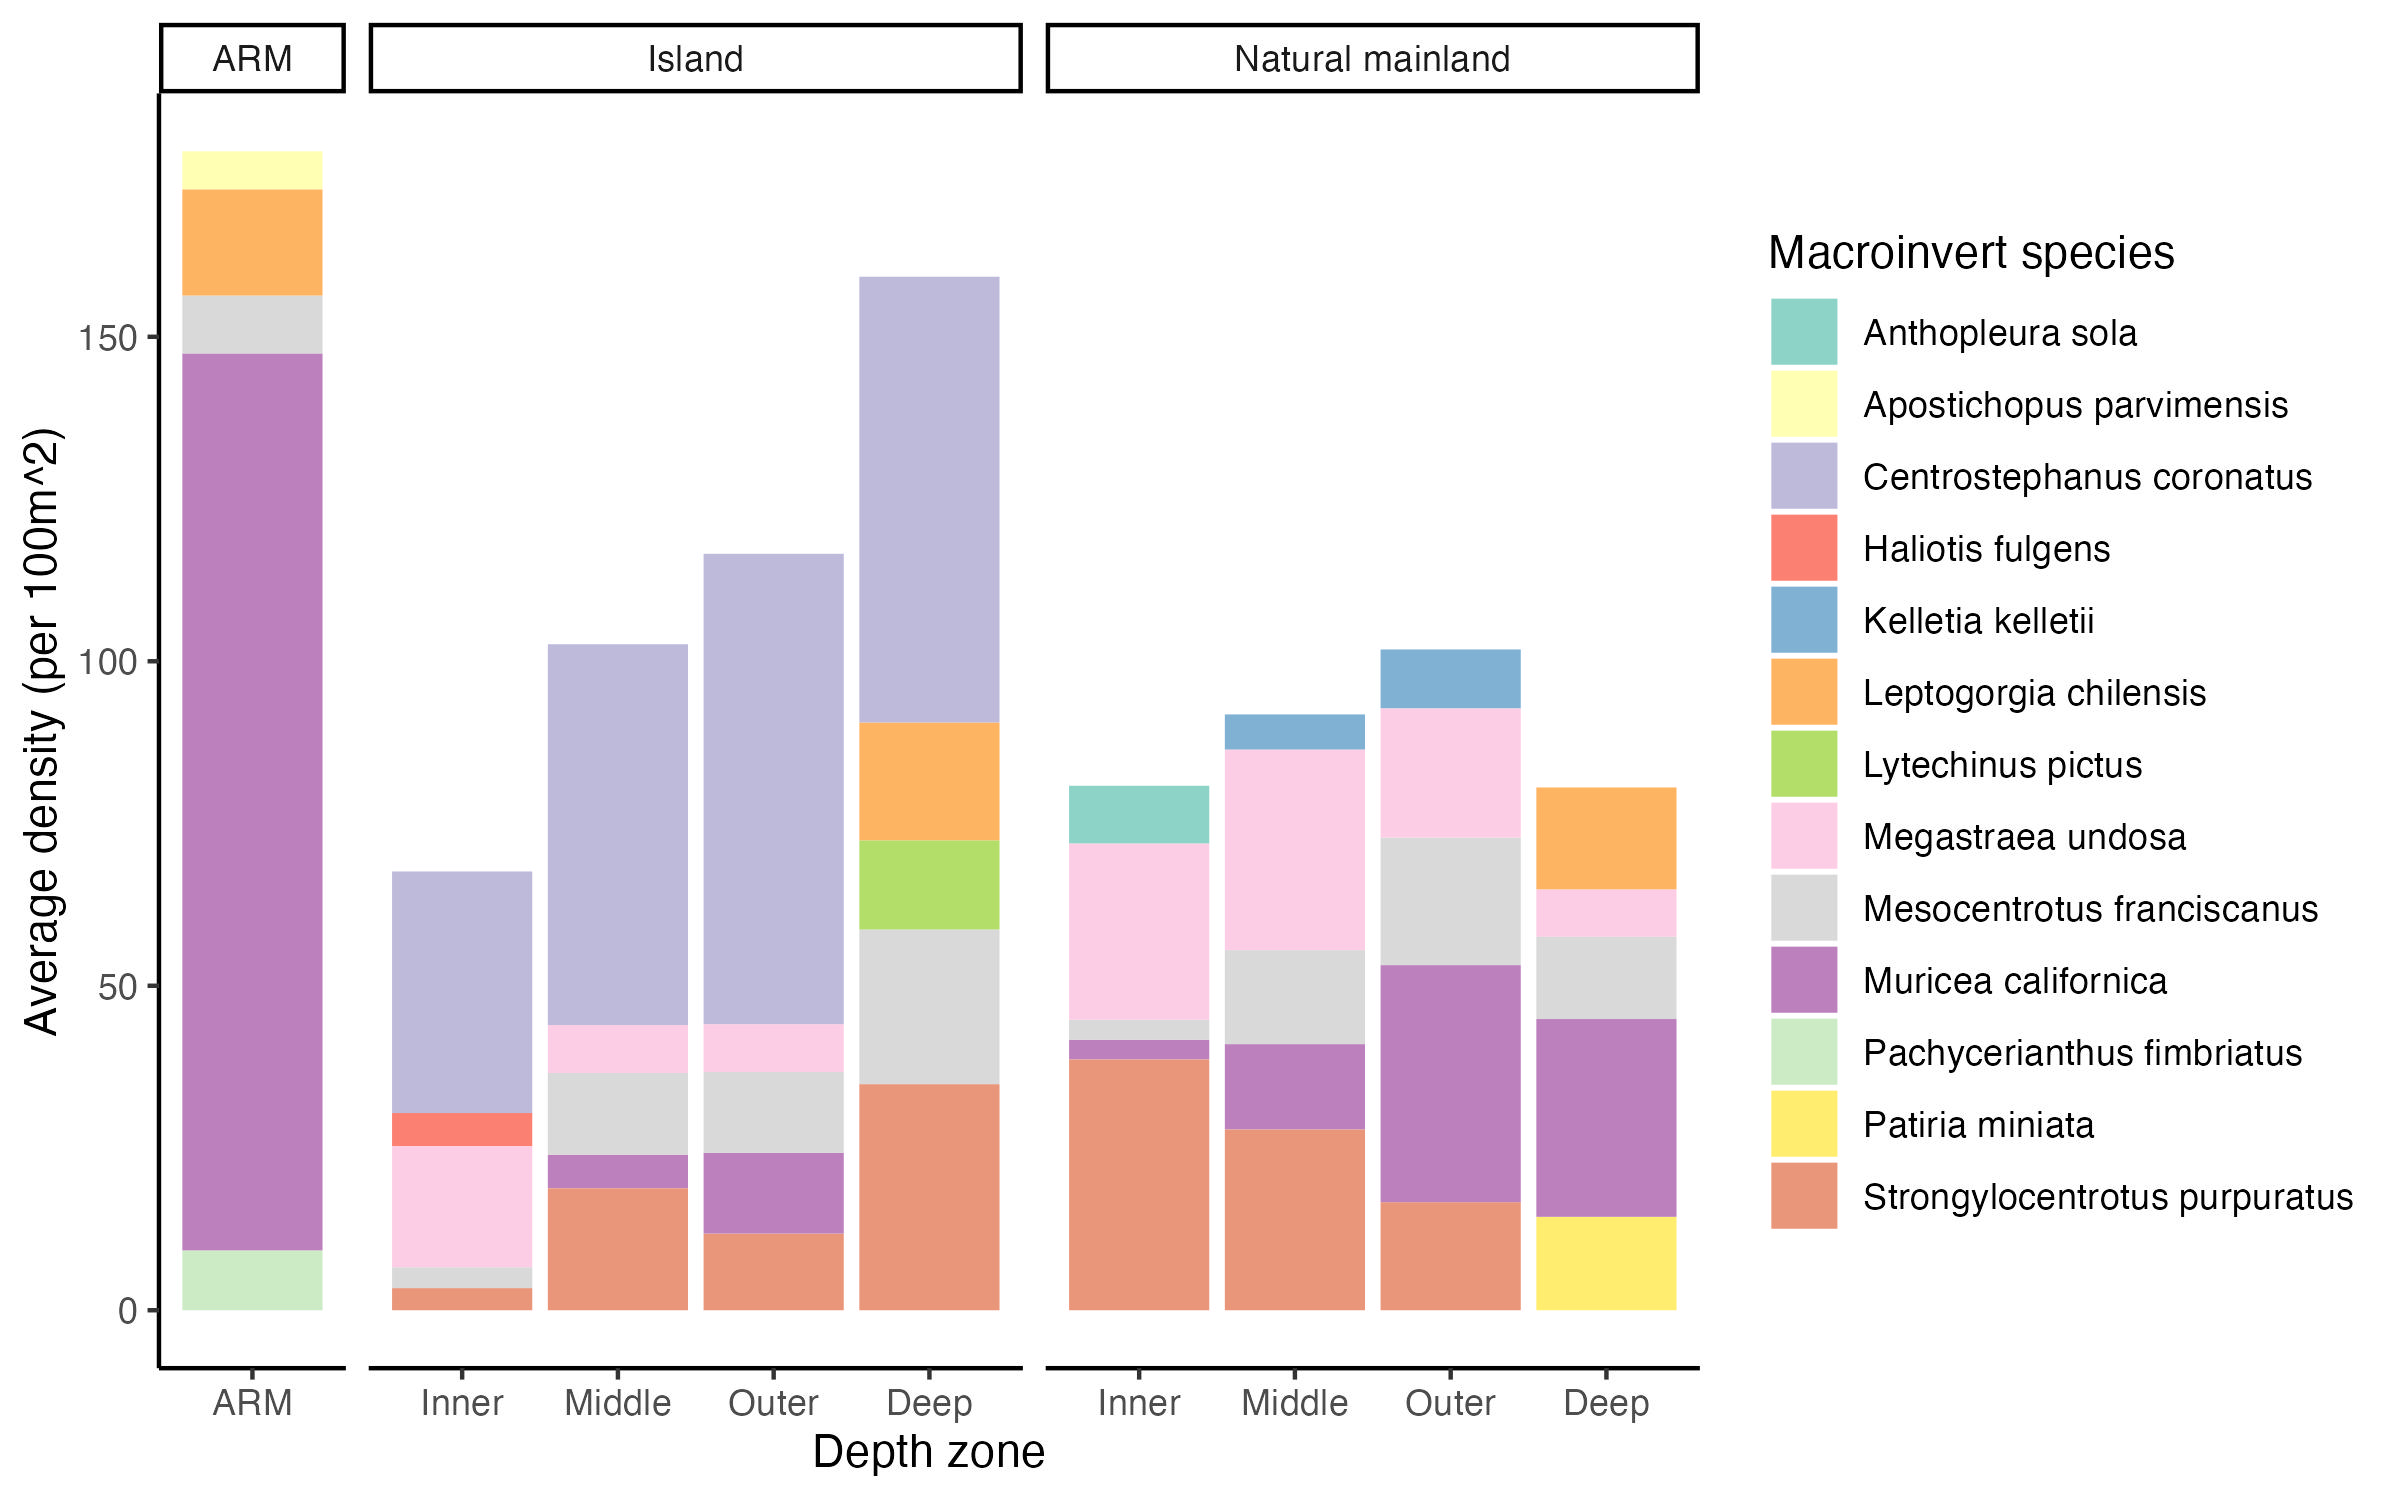 ARM
Island
Natural mainland
Average density (per 100m^2)
150
100
50
0
ARM
Inner
Middle
Outer
Deep
Inner
Middle
Outer
Deep
Depth zone
Macroinvert species
Anthopleura sola
Apostichopus parvimensis
Centrostephanus coronatus
Haliotis fulgens
Kelletia kelletii
Leptogorgia chilensis
Lytechinus pictus
Megastraea undosa
Mesocentrotus franciscanus
Muricea californica
Pachycerianthus fimbriatus
Patiria miniata
Strongylocentrotus purpuratus